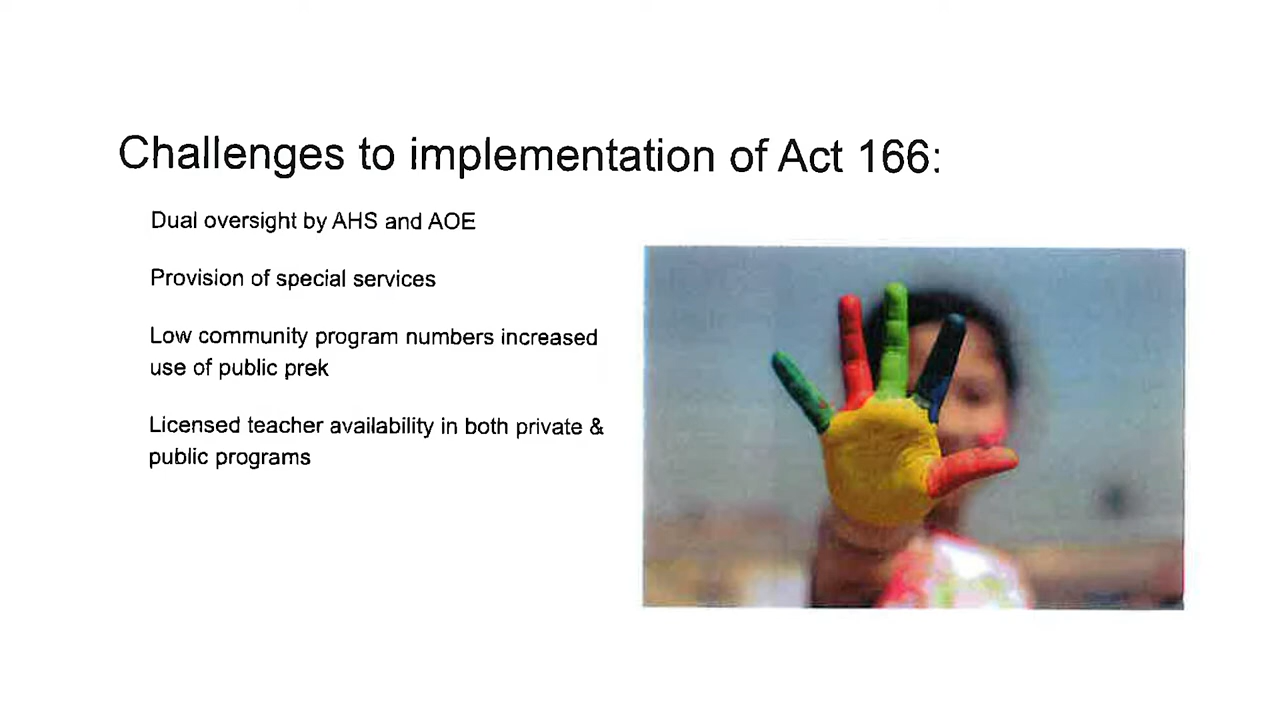 Challenges to implementation of Act 166:
Dual oversight by AHS and AOE
Provision of special services
Low community program numbers increased
use of public prek
Licensed teacher availability in both private &
public programs